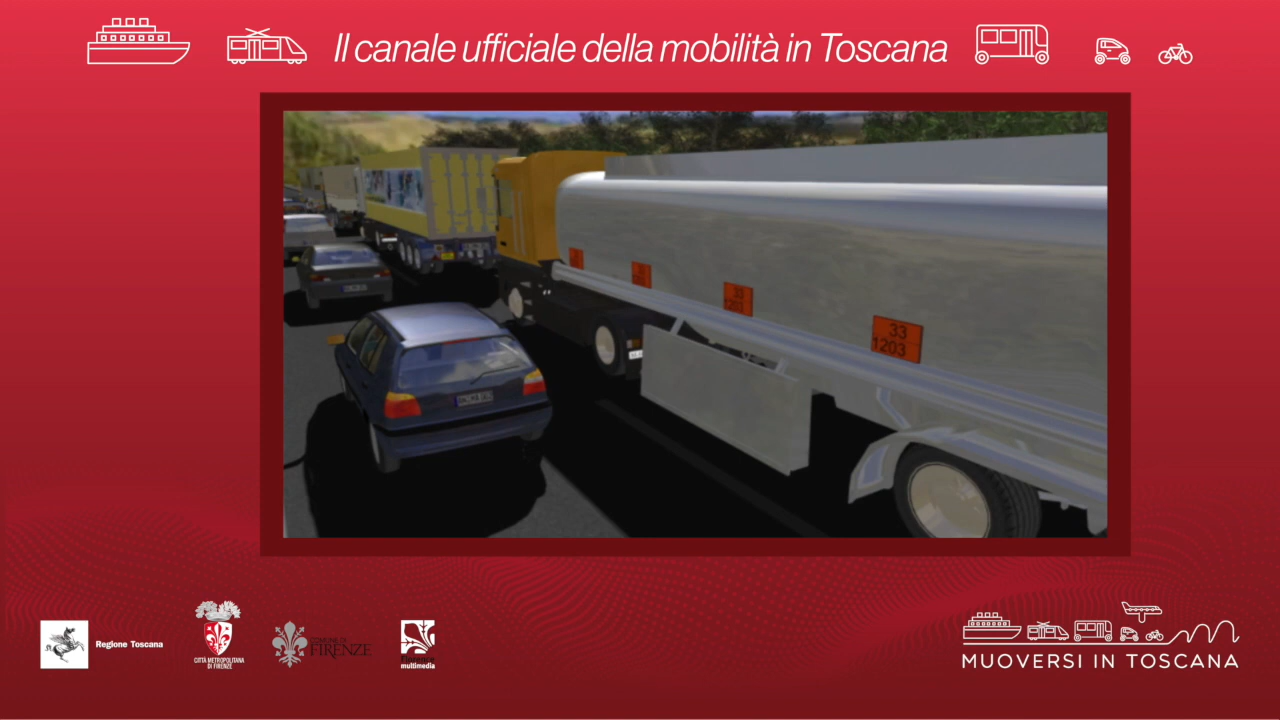 Il canale ufficiale della mobilità in Toscana
33
1203
33
1203
Regione Toscana
CITTÀ METROPOLITANA
DI FIRENZE
COMUNE DI
FIRENZE
multimedia
MUOVERSI IN TOSCANA